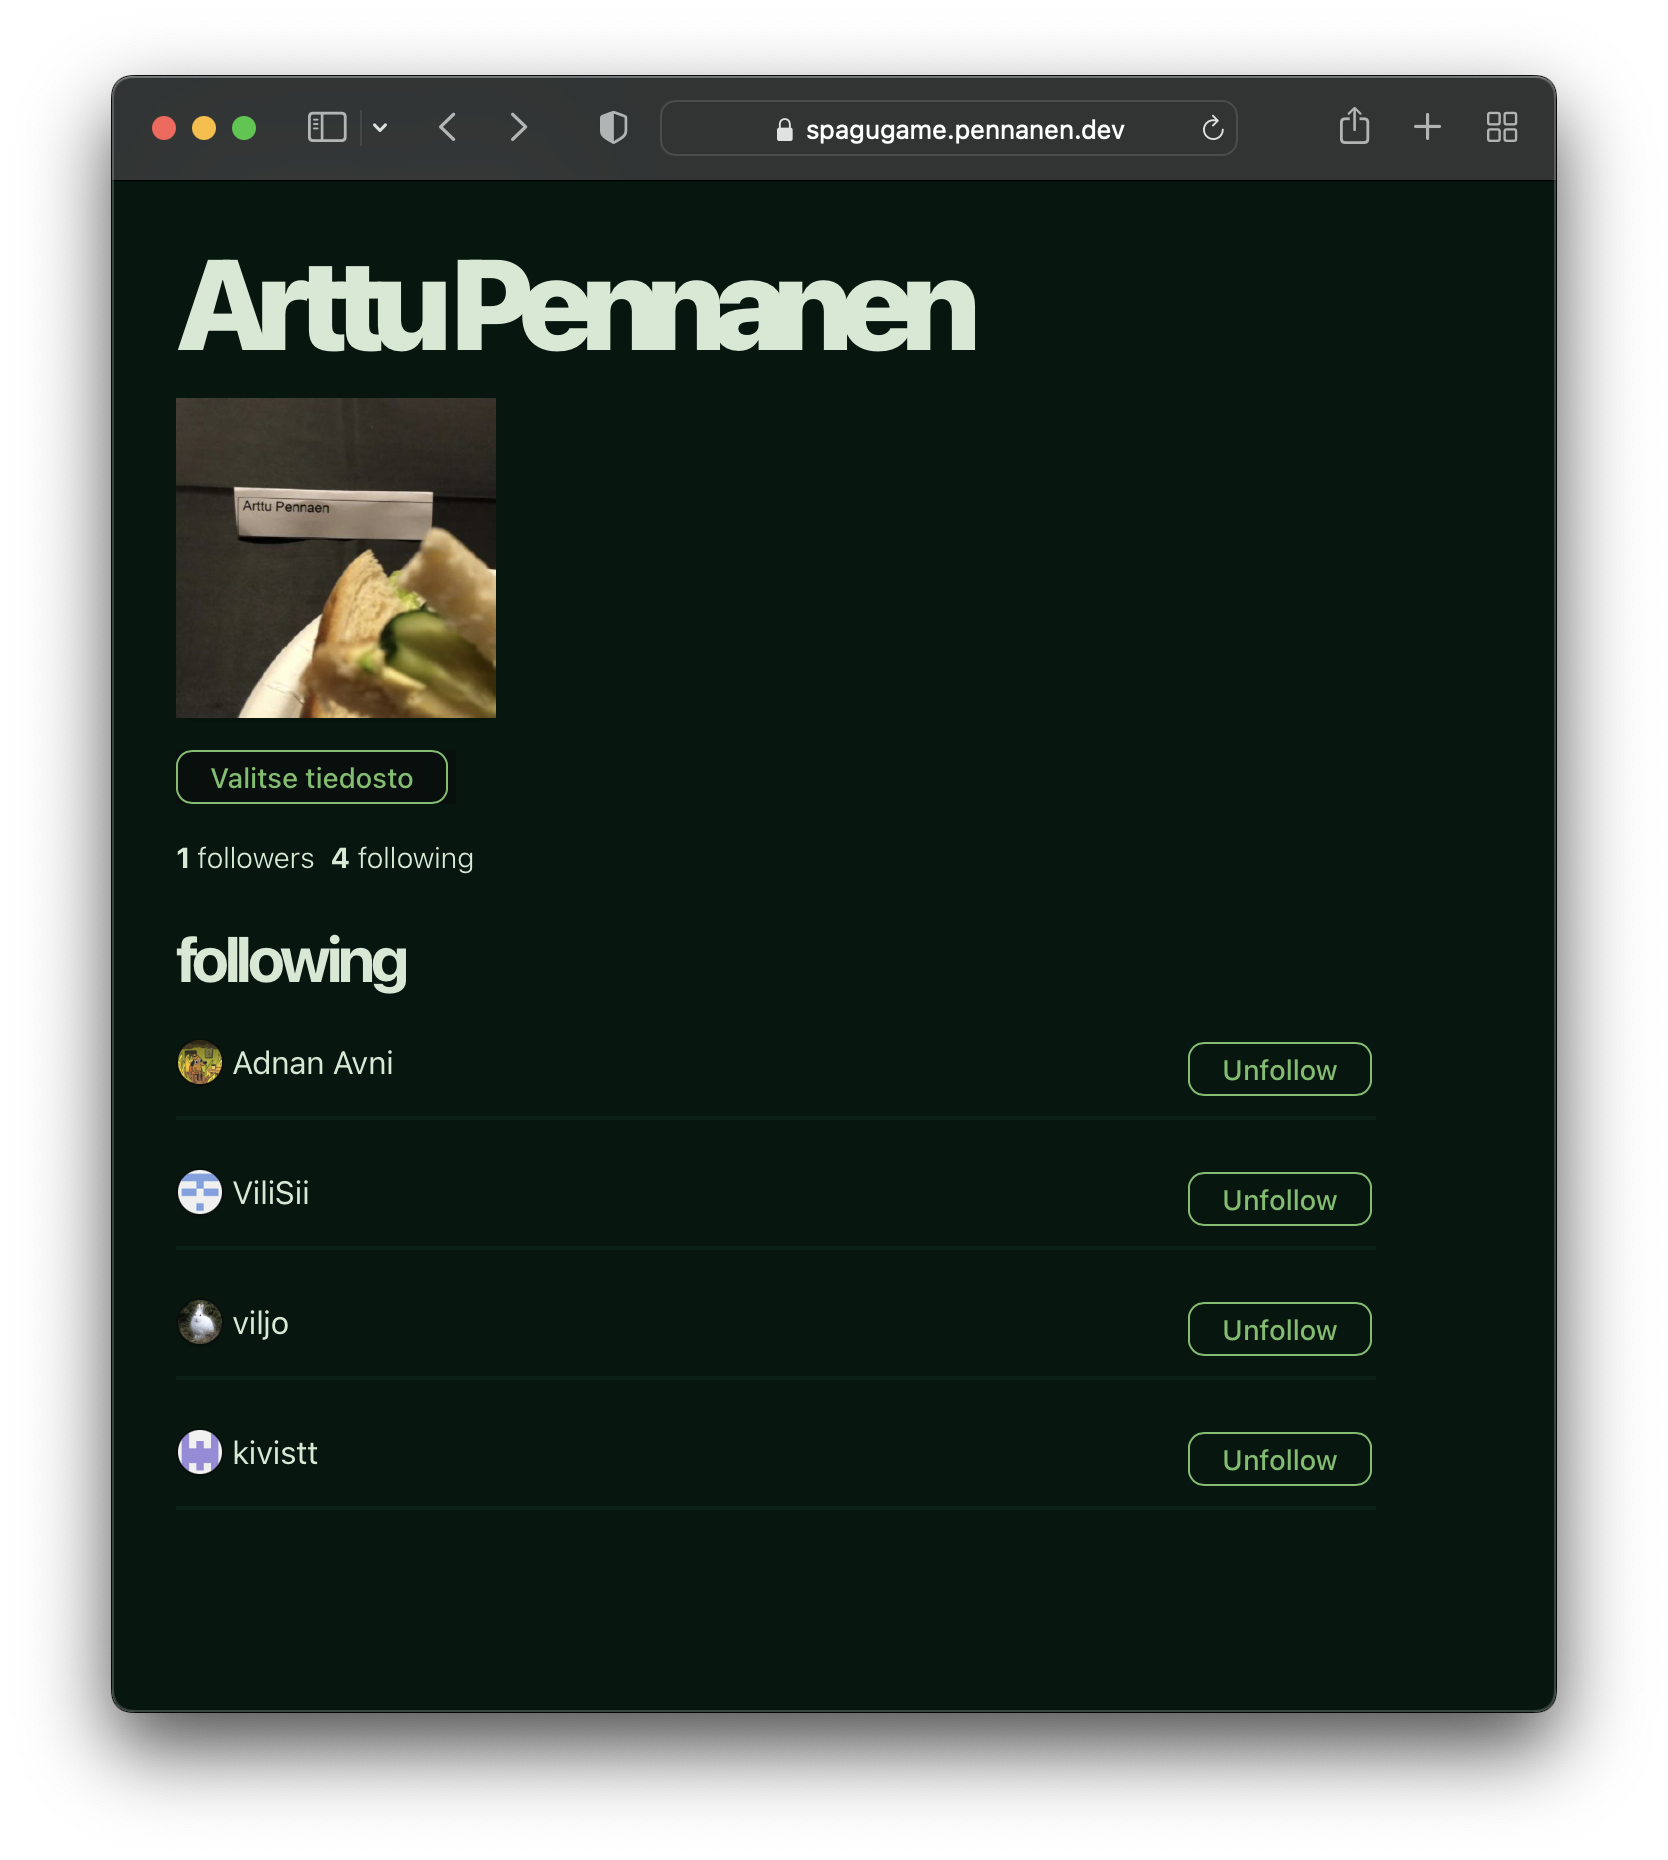 spagugame.pennanen.dev
Arttu Pennanen
Arttu Pennaen
Valitse tiedosto
1 followers 4 following
following
Adnan Avni
Unfollow
ViliSii
Unfollow
viljo
Unfollow
kivistt
Unfollow